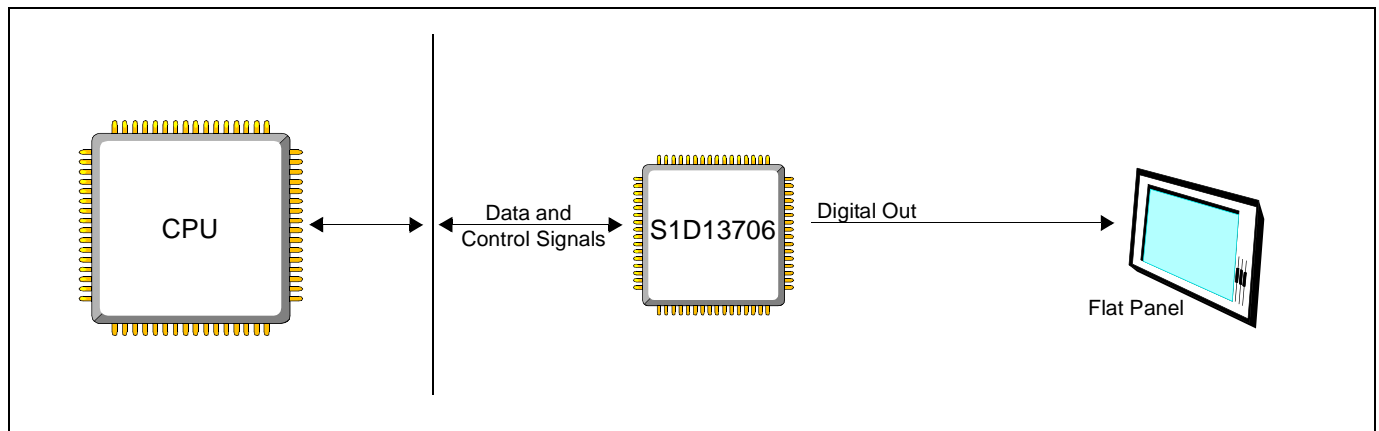 CPU
Data and
Control Signals
S1D13706
Digital Out
Flat Panel